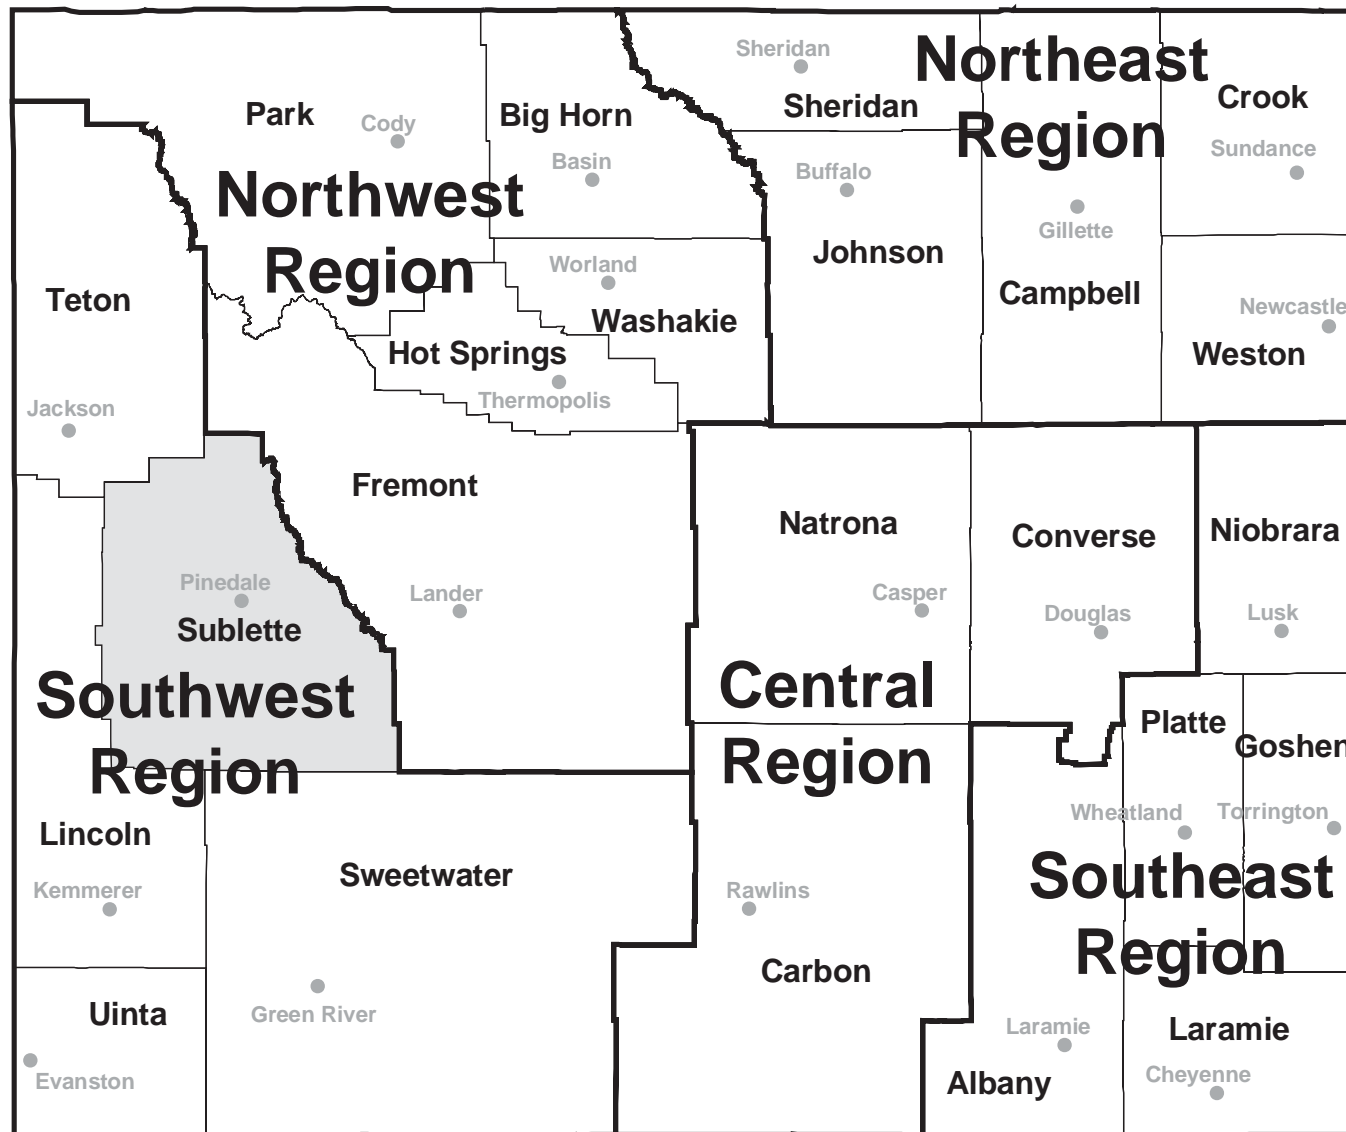 Sheridan
Northeast
Region
Sheridan
Crook
Park
Cody
Big Horn
Basin
Sundance
Buffalo
Northwest
Region
Gillette
Johnson
Worland
Teton
Campbell
Newcastle
Washakie
Hot Springs
Weston
Thermopolis
Jackson
Fremont
Natrona
Converse
Niobrara
Pinedale
Lander
Casper
Douglas
Lusk
Sublette
Southwest
Region
Central
Region
Platte
Goshen
Wheatland
Torrington
Lincoln
Sweetwater
Southeast
Region
Kemmerer
Rawlins
Carbon
Uinta
Green River
Laramie
Laramie
Evanston
Albany
Cheyenne